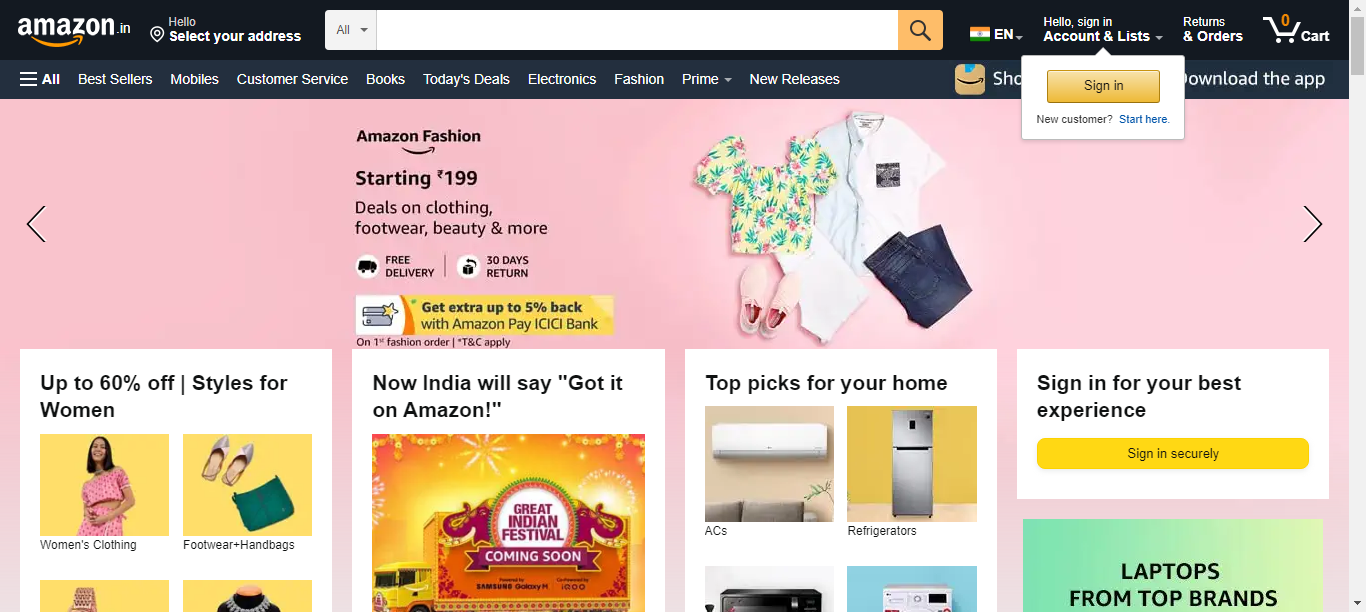 amazon.in
Hello
Select your address
All
EN
Hello, sign in
Account & Lists
Returns
& Orders
0
Cart
All
Best Sellers
Mobiles
Customer Service
Books
Today's Deals
Electronics
Fashion
Prime
New Releases
Sho
Download the app
Sign in
New customer? Start here.
Amazon Fashion
Starting ₹199
Deals on clothing,
footwear, beauty & more
FREE
DELIVERY
30 DAYS
RETURN
Get extra up to 5% back
with Amazon Pay ICICI Bank
On 1st fashion order | *T&C apply
Up to 60% off | Styles for
Women
Women's Clothing
Footwear+Handbags
Now India will say "Got it
on Amazon!"
GREAT
INDIAN
FESTIVAL
COMING SOON
Powered by
SAMSUNG Galaxy M
Co-Powered by
iQOO
Top picks for your home
ACs
Refrigerators
Sign in for your best
experience
Sign in securely
LAPTOPS
FROM TOP BRANDS